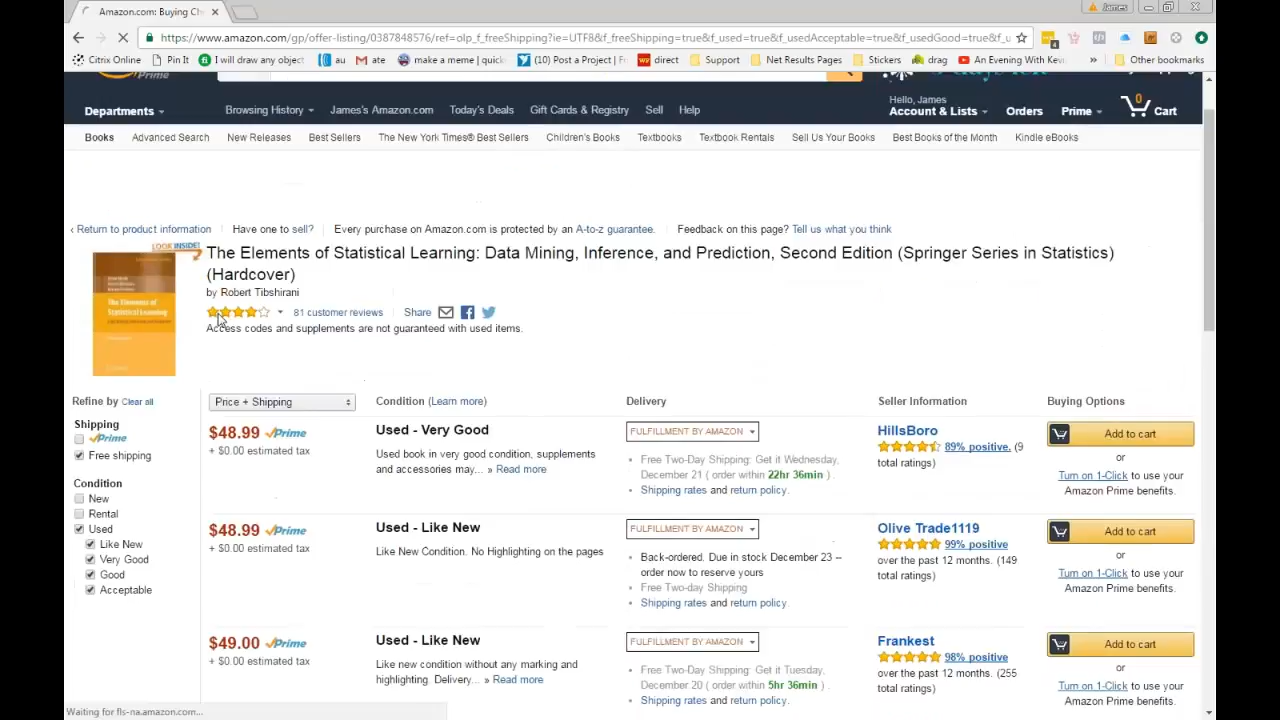 Amazon.com: Buying Ch
James
https://www.amazon.com/gp/offer-listing/0387848576/ref=olp_f_freeShipping?ie=UTF8&f_freeShipping=true&f_used=true&f_usedAcceptable=true&f_usedGood=true&f_u
Citrix Online Pin It I will draw any object au ate make a meme quick direct Support Net Results Pages Stickers drag An Evening With Kev » Other bookmarks
Prime
Departments Browsing History James's Amazon.com Today's Deals Gift Cards & Registry Sell Help Hello, James Account & Lists Orders Prime 0 Cart
Books Advanced Search New Releases Best Sellers The New York Times® Best Sellers Children's Books Textbooks Textbook Rentals Sell Us Your Books Best Books of the Month Kindle eBooks
‹ Return to product information Have one to sell? Every purchase on Amazon.com is protected by an A-to-z guarantee. Feedback on this page? Tell us what you think
LOOK INSIDE!
The Elements of Statistical Learning: Data Mining, Inference, and Prediction, Second Edition (Springer Series in Statistics)
(Hardcover)
by Robert Tibshirani
The Elements of
Statistical Learning
81 customer reviews Share
Access codes and supplements are not guaranteed with used items.
Refine by Clear all
Shipping
Prime
Free shipping
Condition
New
Rental
Used
Like New
Very Good
Good
Acceptable
Price + Shipping Condition (Learn more) Delivery Seller Information Buying Options
$48.99 Prime
+ $0.00 estimated tax
Used - Very Good
Used book in very good condition, supplements
and accessories may... » Read more
FULFILLMENT BY AMAZON
Free Two-Day Shipping: Get it Wednesday,
December 21 ( order within 22hr 36min ) .
Shipping rates and return policy.
HillsBoro
89% positive. (9
total ratings)
Add to cart
or
Turn on 1-Click to use your
Amazon Prime benefits.
$48.99 Prime
+ $0.00 estimated tax
Used - Like New
Like New Condition. No Highlighting on the pages
FULFILLMENT BY AMAZON
Back-ordered. Due in stock December 23 --
order now to reserve yours
Free Two-Day Shipping
Shipping rates and return policy.
Olive Trade1119
99% positive
over the past 12 months. (149
total ratings)
Add to cart
or
Turn on 1-Click to use your
Amazon Prime benefits.
$49.00 Prime
+ $0.00 estimated tax
Used - Like New
Like new condition without any marking and
highlighting. Delivery... » Read more
FULFILLMENT BY AMAZON
Free Two-Day Shipping: Get it Tuesday,
December 20 ( order within 5hr 36min ) .
Shipping rates and return policy.
Frankest
98% positive
over the past 12 months. (255
total ratings)
Add to cart
or
Turn on 1-Click to use your
Amazon Prime benefits.
Waiting for fls-na.amazon.com...